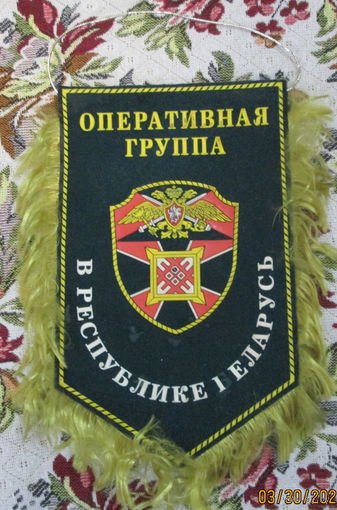 ОПЕРАТИВНАЯ
ГРУППА
В РЕСПУБЛИКЕ БЕЛАРУСЬ
03/30/202